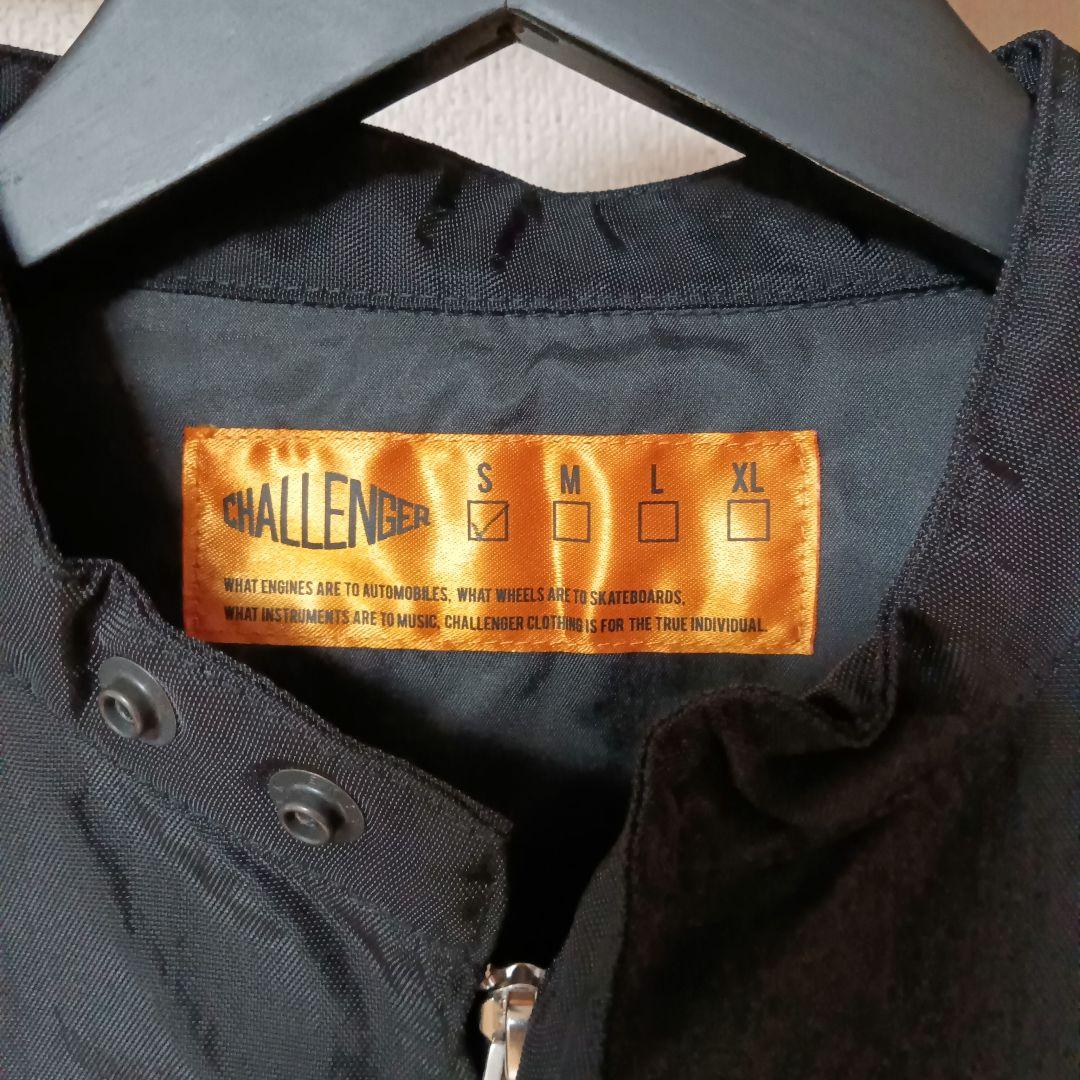 CHALLENGER S M L XL
WHAT ENGINES ARE TO AUTOMOBILES, WHAT WHEELS ARE TO SKATEBOARDS,
WHAT INSTRUMENTS ARE TO MUSIC, CHALLENGER CLOTHING IS FOR THE TRUE INDIVIDUAL.